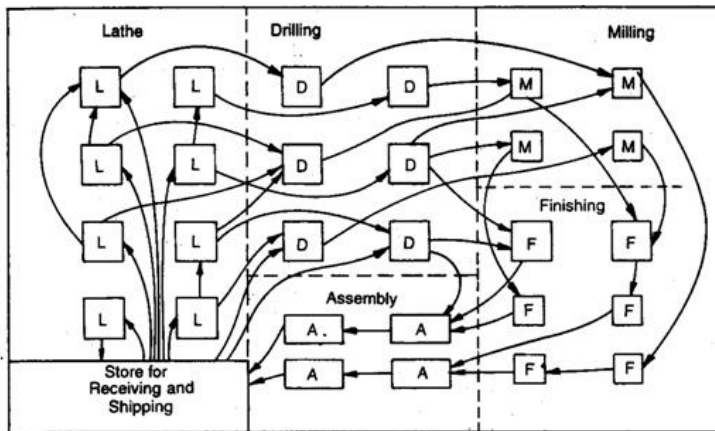 Lathe Drilling Milling
L L D D M M
L L D D M M
Finishing
L L D D F F
Assembly
L L A. A F F
A A F F
Store for
Receiving and
Shipping